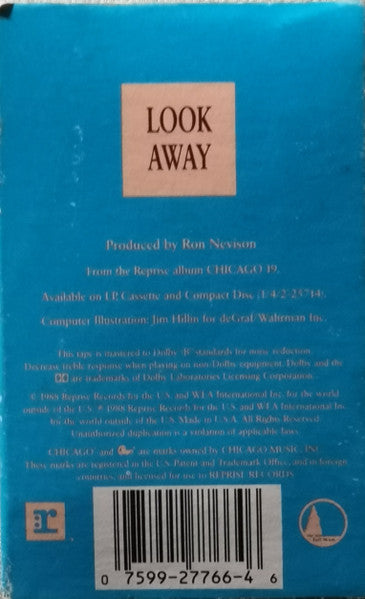 LOOK
AWAY
Produced by Ron Nevison
From the Reprise album CHICAGO 19.
Available on LP, Cassette and Compact Disc (1/4/2-25714).
Computer Illustration: Jim Hillin for deGraf/Wahrman Inc.
This tape is mastered to Dolby 'B' standards for noise reduction.
Decrease treble response when playing on non-Dolby equipment. Dolby and the
are trademarks of Dolby Laboratories Licensing Corporation.
© 1988 Reprise Records for the U.S. and WEA International Inc. for the world
outside of the U.S. ℗ 1988 Reprise Records for the U.S. and WEA International Inc.
for the world outside of the U.S. Made in U.S.A. All Rights Reserved.
Unauthorized duplication is a violation of applicable laws.
CHICAGO and are marks owned by CHICAGO MUSIC, INC.
These marks are registered in the U.S. Patent and Trademark Office, and in foreign
countries, and licensed for use to REPRISE RECORDS.
r
0 7599-27766-4 6